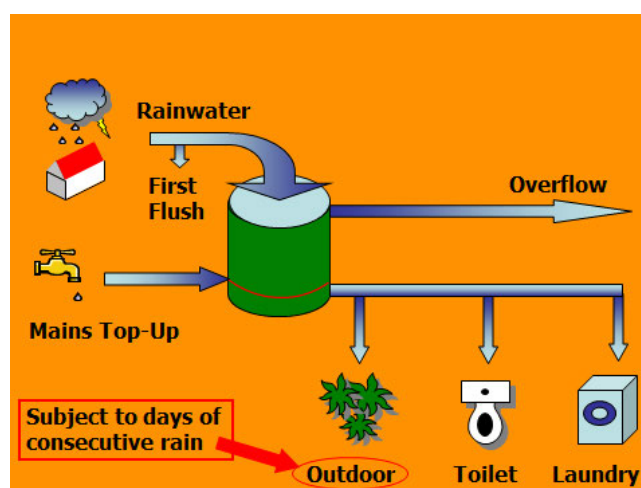 Rainwater
First
Flush
Overflow
Mains Top-Up
Subject to days of
consecutive rain
Outdoor
Toilet
Laundry